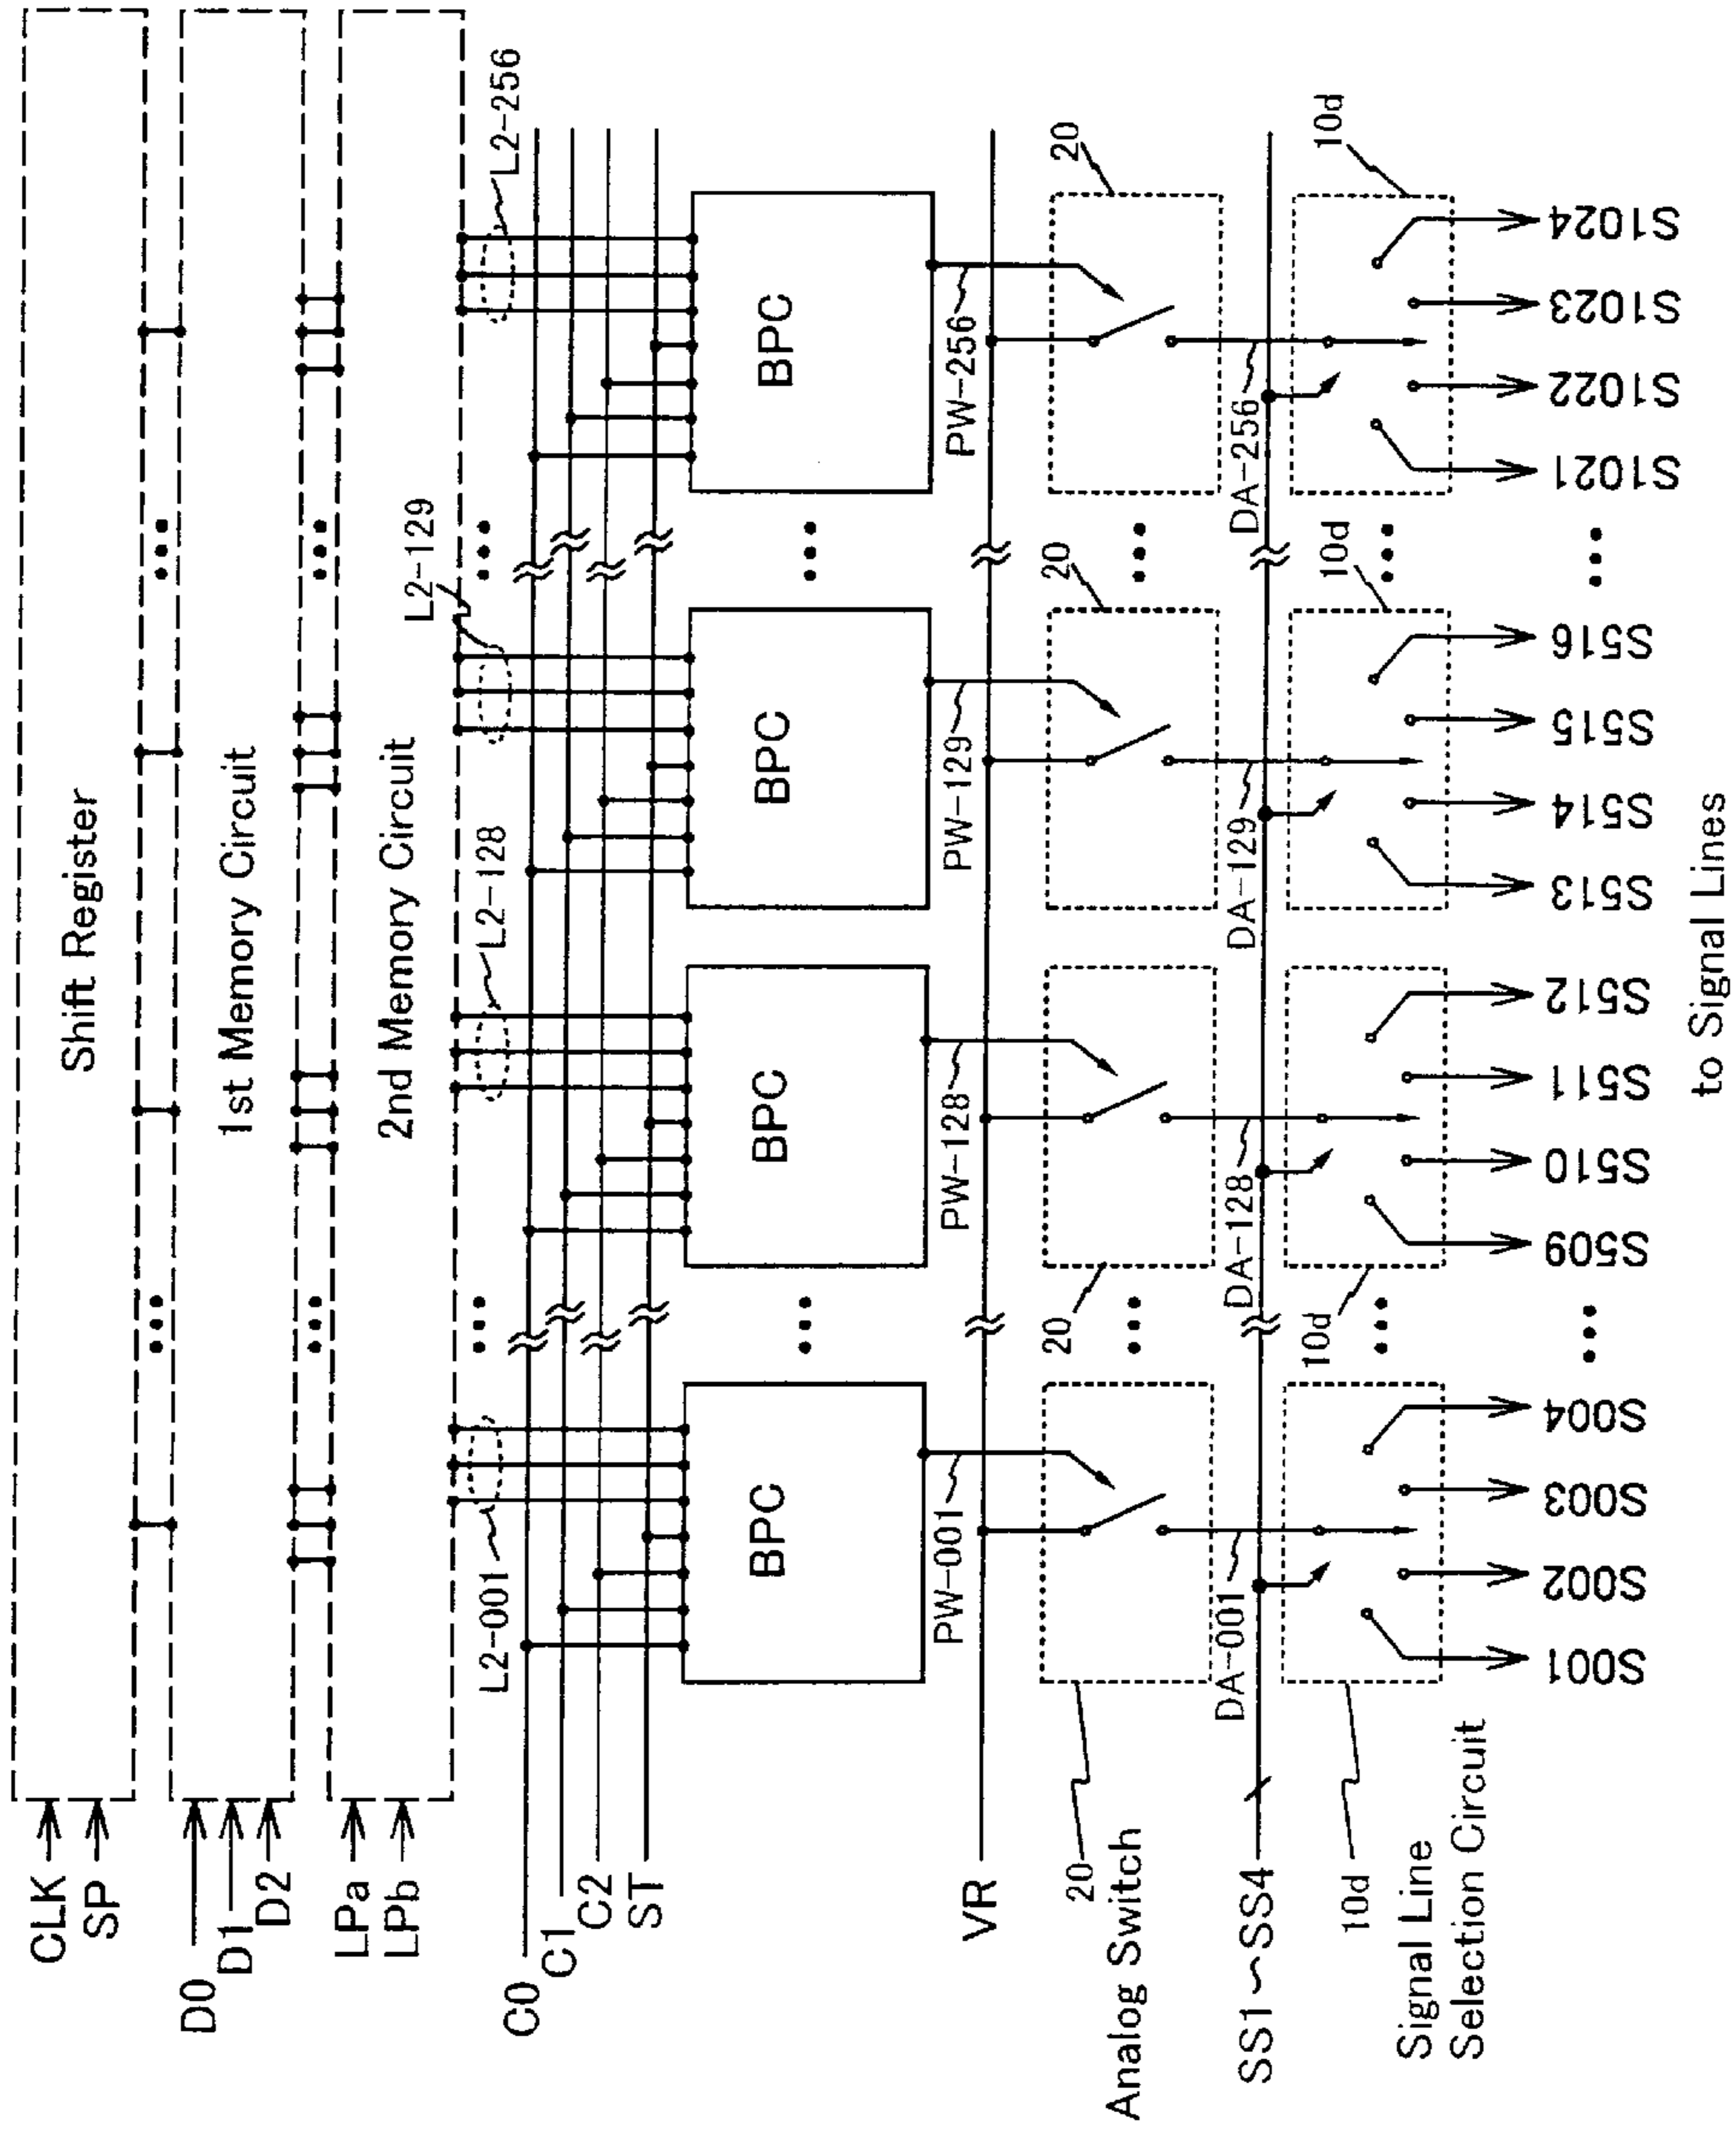 CLK
SP
Shift Register
D0
D1
D2
1st Memory Circuit
LPa
LPb
2nd Memory Circuit
L2-001
L2-128
L2-129
L2-256
C0
C1
C2
ST
BPC
BPC
BPC
BPC
PW-001
PW-128
PW-129
PW-256
VR
20
Analog Switch
20
20
20
DA-001
DA-128
DA-129
DA-256
SS1~SS4
10d
Signal Line
Selection Circuit
10d
10d
10d
S001
S002
S003
S004
S509
S510
S511
S512
S513
S514
S515
S516
S1021
S1022
S1023
S1024
to Signal Lines